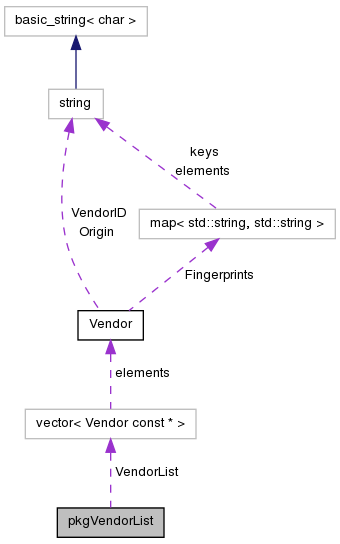 basic_string< char >
string
keys
elements
VendorID
Origin
map< std::string, std::string >
Fingerprints
Vendor
elements
vector< Vendor const * >
VendorList
pkgVendorList